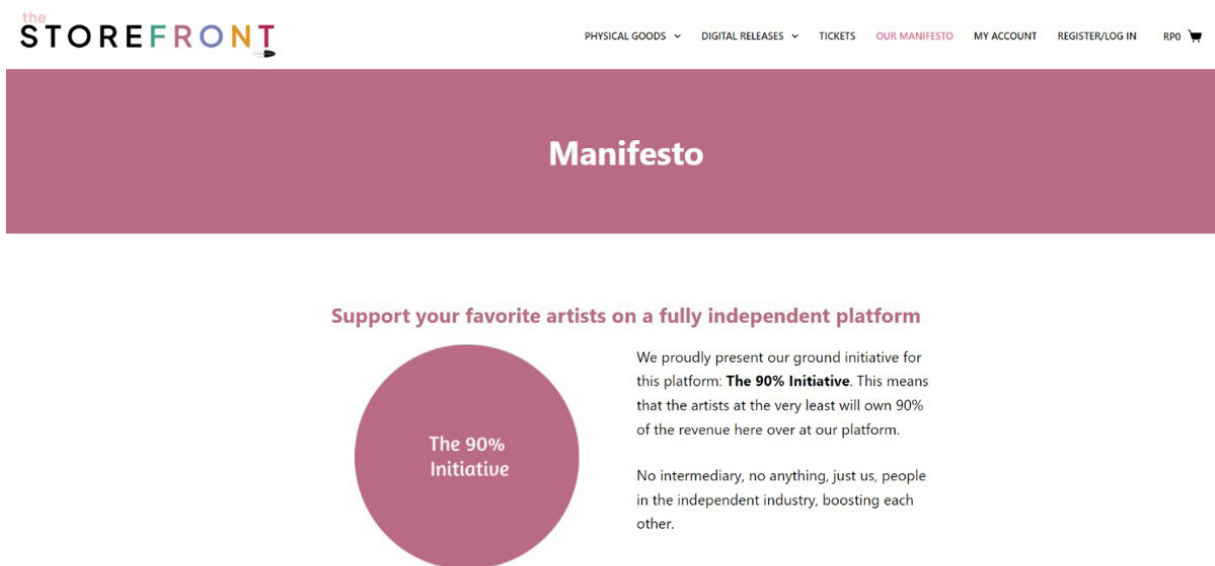 the
STOREFRONT
PHYSICAL GOODS DIGITAL RELEASES TICKETS OUR MANIFESTO MY ACCOUNT REGISTER/LOG IN RP0
Manifesto
Support your favorite artists on a fully independent platform
The 90%
Initiative
We proudly present our ground initiative for
this platform: The 90% Initiative. This means
that the artists at the very least will own 90%
of the revenue here over at our platform.
No intermediary, no anything, just us, people
in the independent industry, boosting each
other.